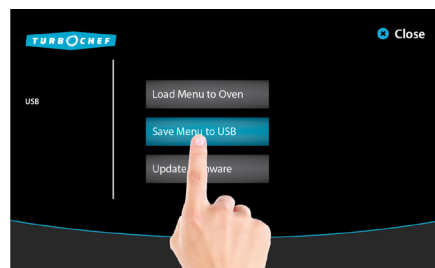 TURBOCHEF
Close
USB
Load Menu to Oven
Save Menu to USB
Update